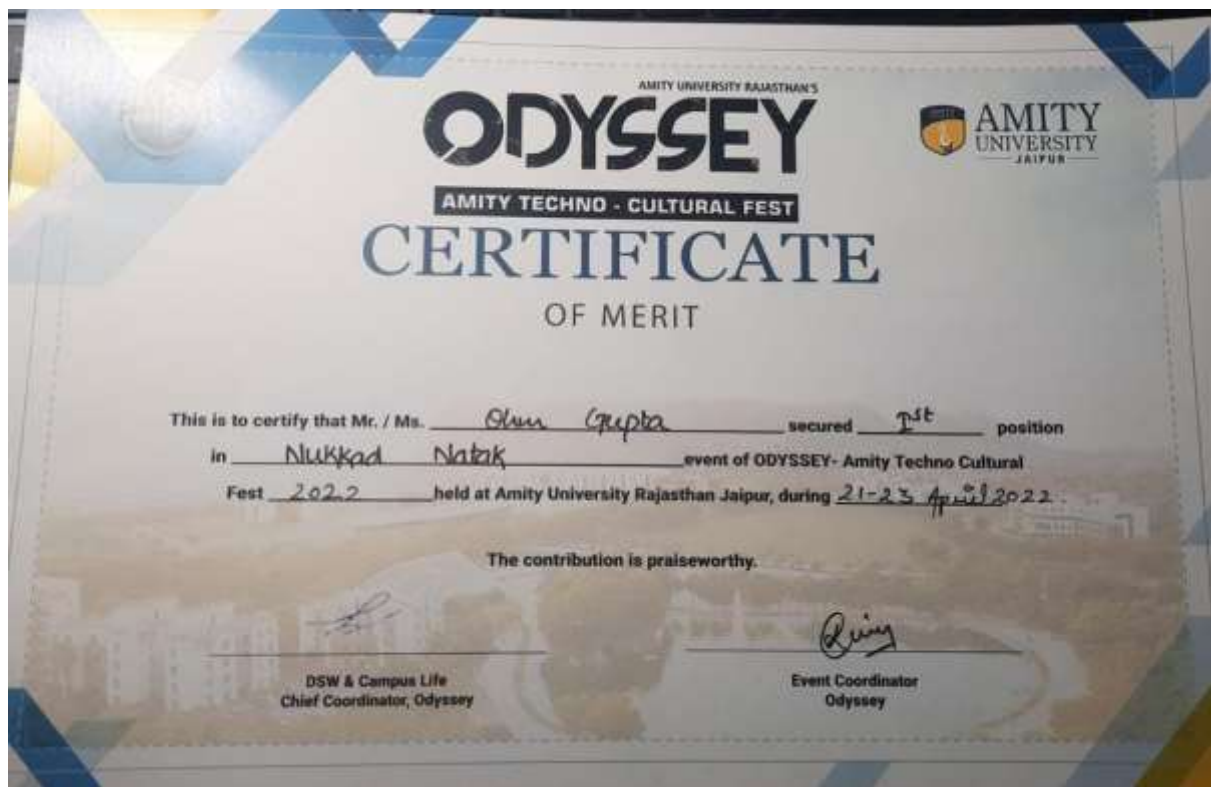 AMITY UNIVERSITY RAJASTHAN'S
ODYSSEY
AMITY UNIVERSITY
JAIPUR
AMITY TECHNO - CULTURAL FEST
CERTIFICATE
OF MERIT
This is to certify that Mr. / Ms. Gupta secured Ist position
in Nukkad Natak event of ODYSSEY- Amity Techno Cultural
Fest 2022 held at Amity University Rajasthan Jaipur, during 21-23 April 2022.
The contribution is praiseworthy.
DSW & Campus Life
Chief Coordinator, Odyssey
Event Coordinator
Odyssey